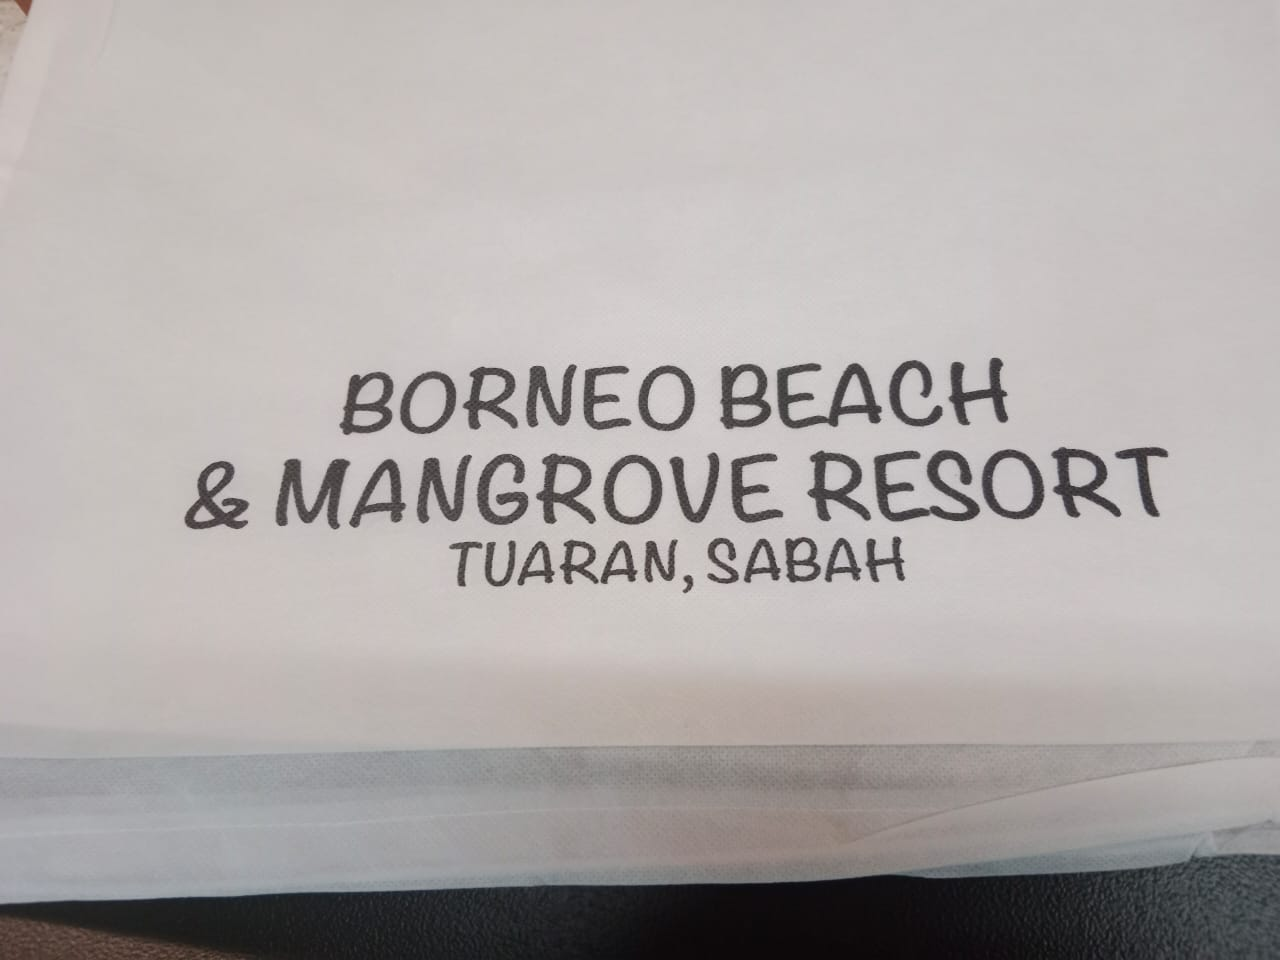 BORNEO BEACH
& MANGROVE RESORT
TUARAN, SABAH